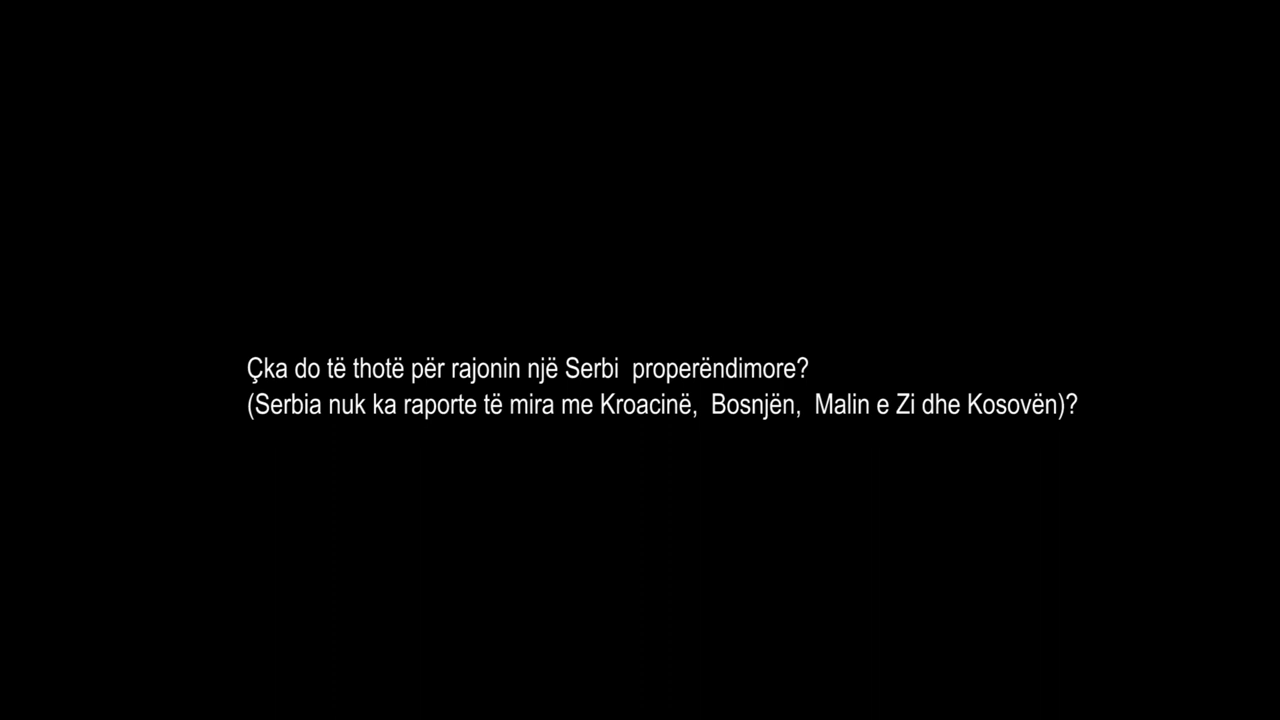 Çka do të thotë për rajonin një Serbi  properëndimore?
(Serbia nuk ka raporte të mira me Kroacinë,  Bosnjën,  Malin e Zi dhe Kosovën)?